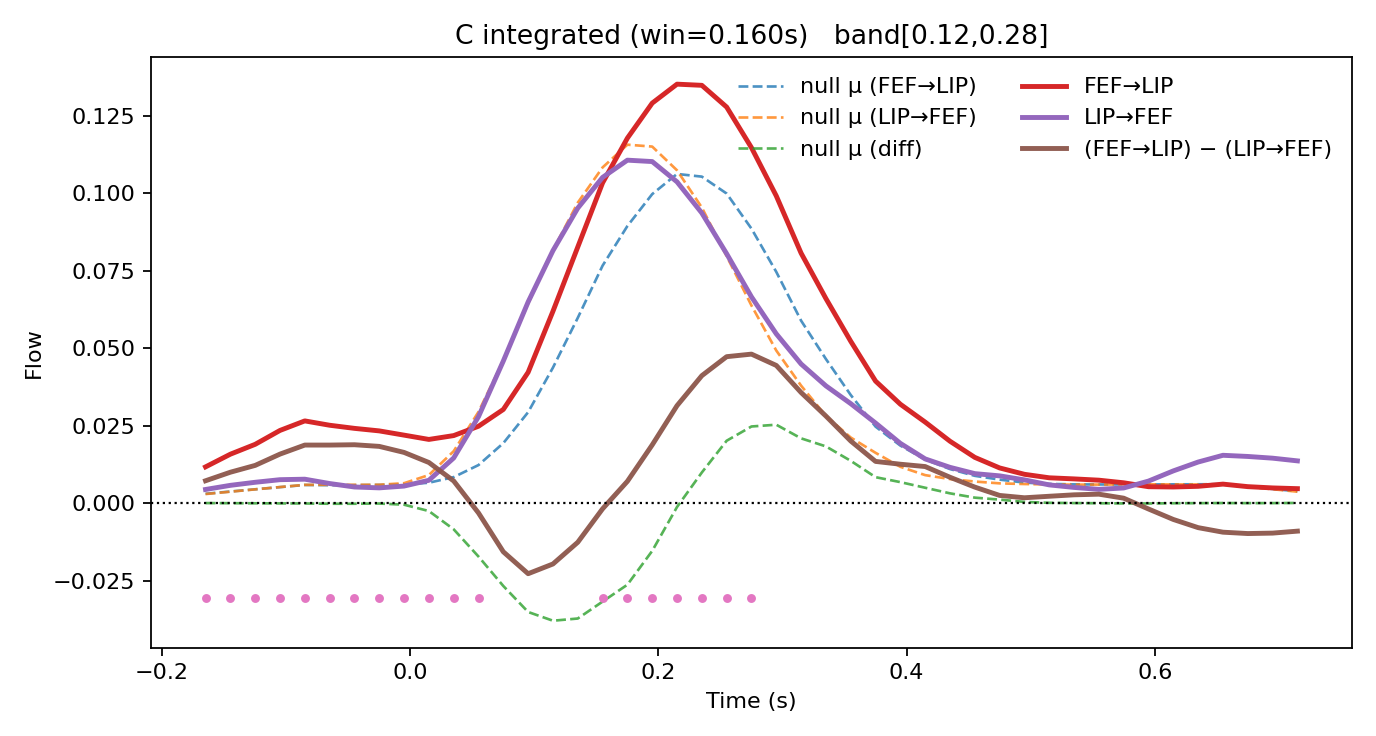 C integrated (win=0.160s)   band[0.12,0.28]
null μ (FEF→LIP)
null μ (LIP→FEF)
null μ (diff)
FEF→LIP
LIP→FEF
(FEF→LIP) − (LIP→FEF)
Flow
0.125
0.100
0.075
0.050
0.025
0.000
−0.025
−0.2
0.0
0.2
0.4
0.6
Time (s)